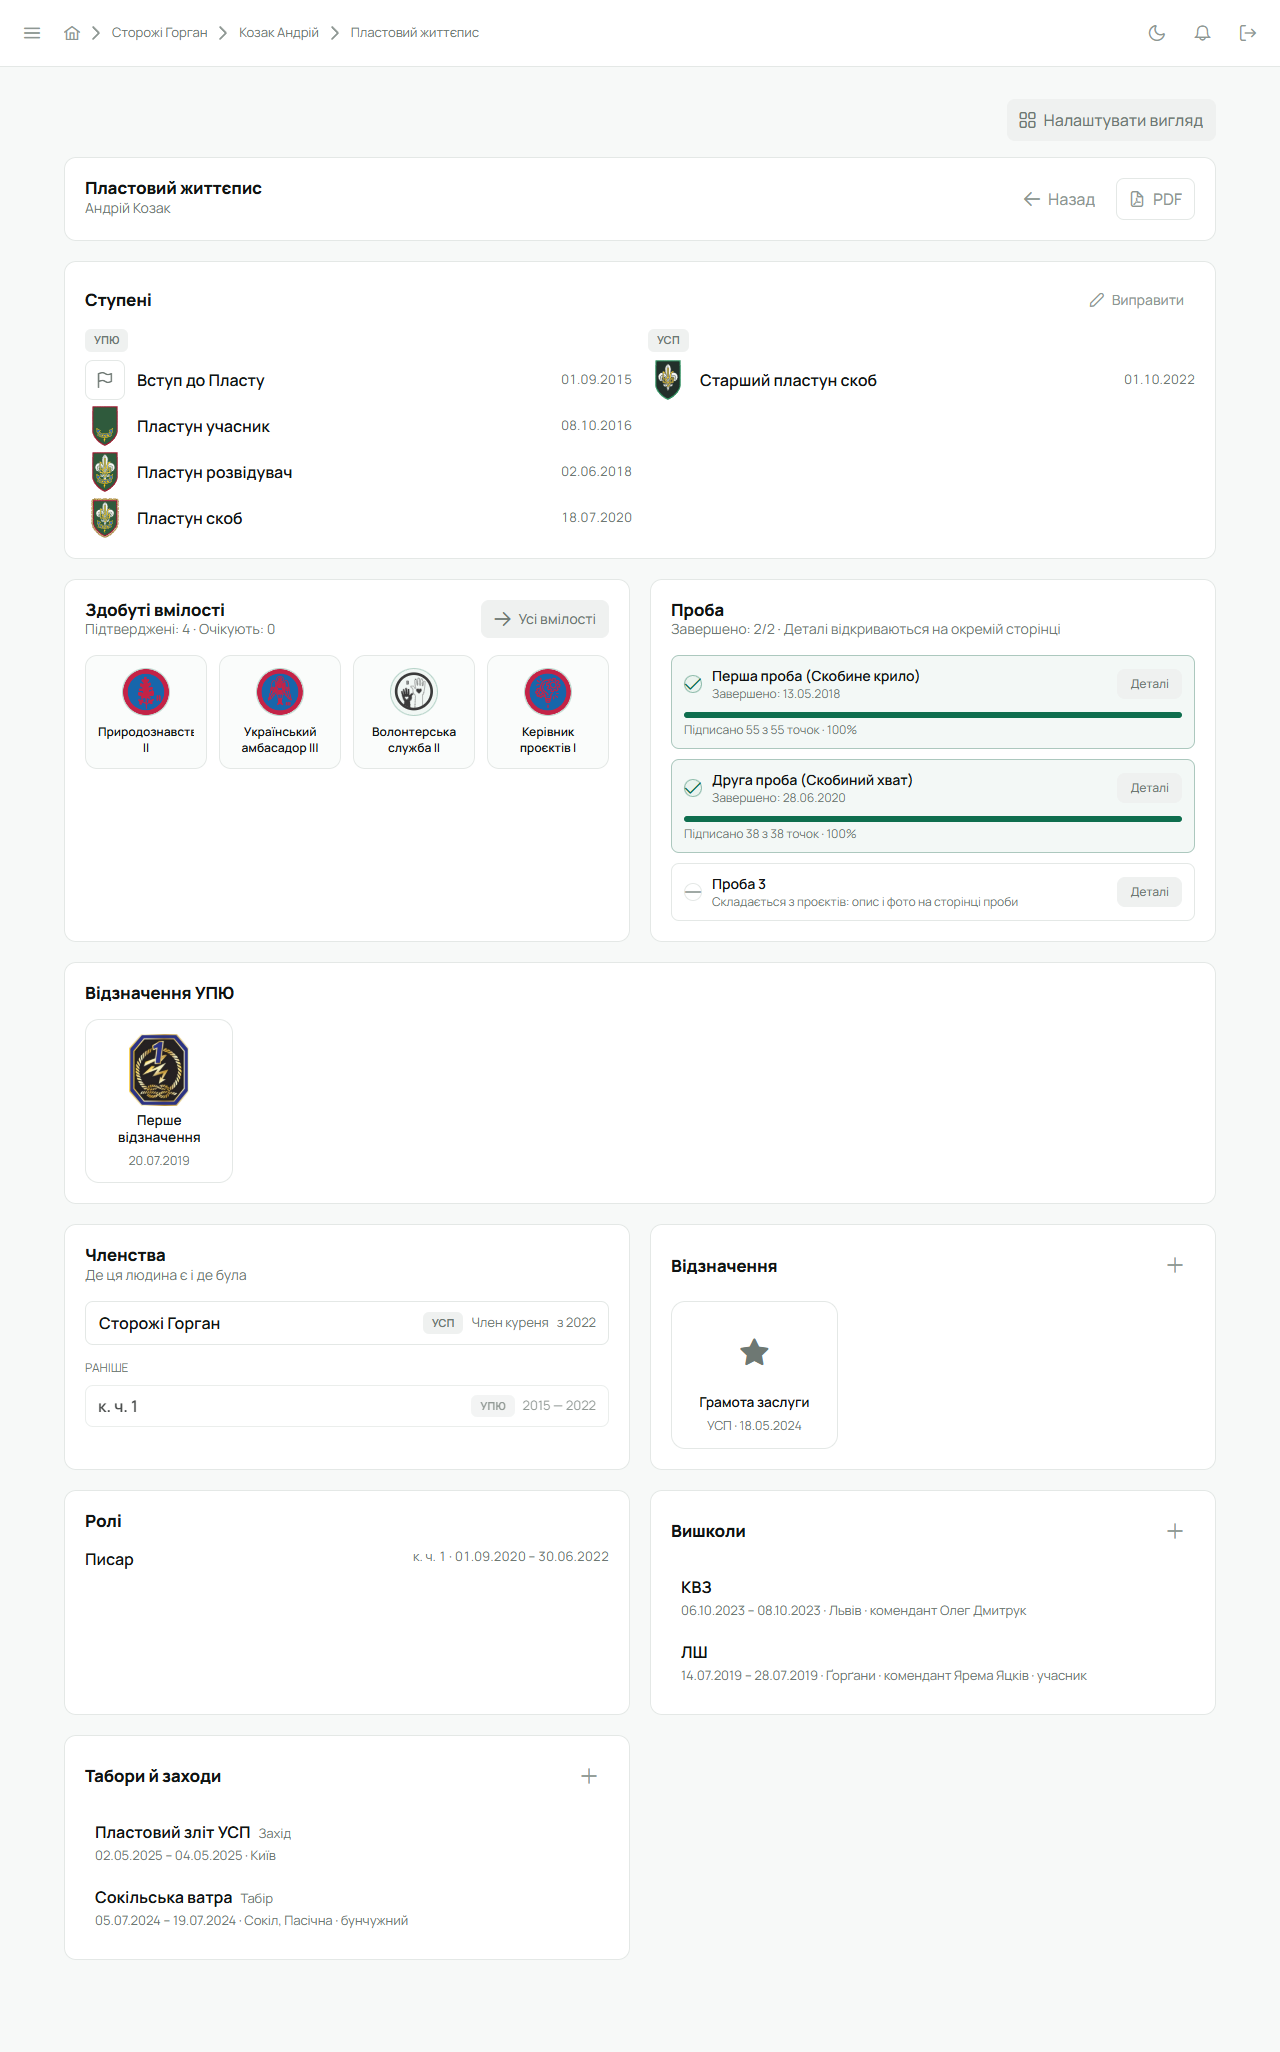 Сторожі Горган
Козак Андрій
Пластовий життєпис
Налаштувати вигляд
Пластовий життєпис
Андрій Козак
Назад
PDF
Ступені
Виправити
УПЮ
Вступ до Пласту 01.09.2015
Пластун учасник 08.10.2016
Пластун розвідувач 02.06.2018
Пластун скоб 18.07.2020
УСП
Старший пластун скоб 01.10.2022
Здобуті вмілості
Підтверджені: 4 · Очікують: 0
Усі вмілості
Природознавств
II
Український
амбасадор III
Волонтерська
служба II
Керівник
проєктів I
Проба
Завершено: 2/2 · Деталі відкриваються на окремій сторінці
Перша проба (Скобине крило)
Завершено: 13.05.2018
Деталі
Підписано 55 з 55 точок · 100%
Друга проба (Скобиний хват)
Завершено: 28.06.2020
Деталі
Підписано 38 з 38 точок · 100%
Проба 3
Складається з проєктів: опис і фото на сторінці проби
Деталі
Відзначення УПЮ
1
Перше
відзначення
20.07.2019
Членства
Де ця людина є і де була
Сторожі Горган УСП Член куреня з 2022
РАНІШЕ
к. ч. 1 УПЮ 2015 — 2022
Відзначення
Грамота заслуги
УСП · 18.05.2024
Ролі
Писар к. ч. 1 · 01.09.2020 – 30.06.2022
Вишколи
КВЗ
06.10.2023 – 08.10.2023 · Львів · комендант Олег Дмитрук
ЛШ
14.07.2019 – 28.07.2019 · Ґоргани · комендант Ярема Яцків · учасник
Табори й заходи
Пластовий зліт УСП Захід
02.05.2025 – 04.05.2025 · Київ
Сокільська ватра Табір
05.07.2024 – 19.07.2024 · Сокіл, Пасічна · бунчужний